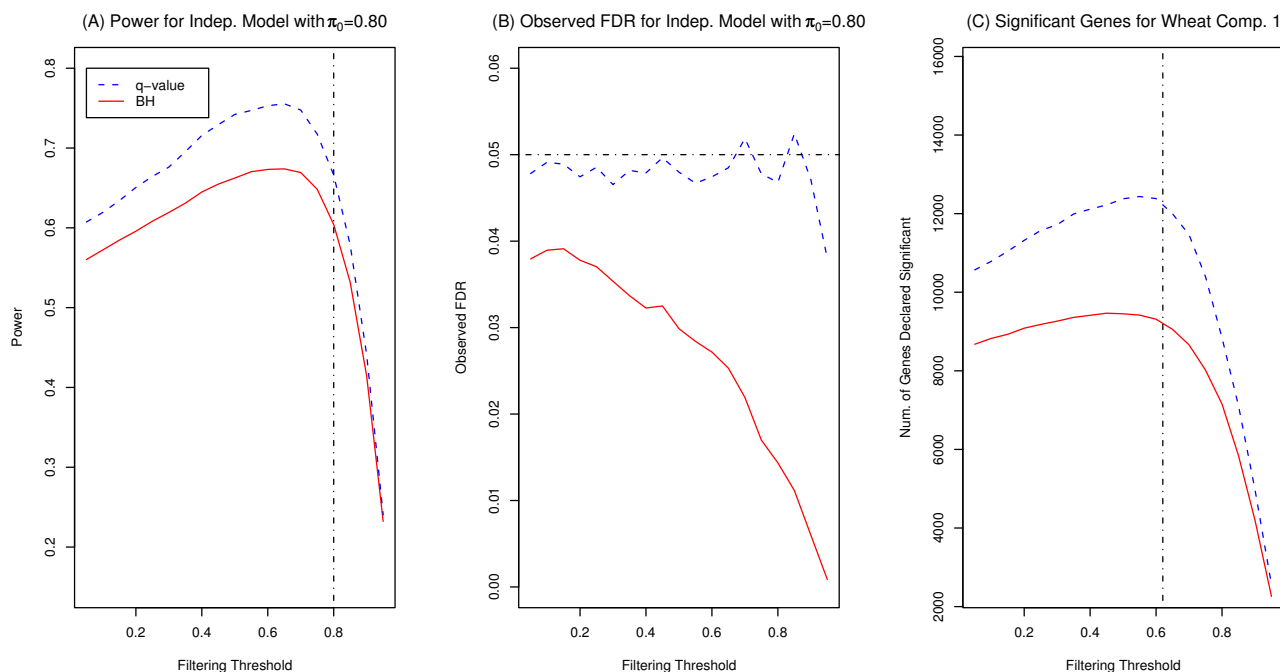 (A) Power for Indep. Model with π0=0.80
0.8
0.7
0.6
0.5
0.4
0.3
0.2
Power
q−value
BH
0.2 0.4 0.6 0.8
Filtering Threshold
(B) Observed FDR for Indep. Model with π0=0.80
0.06
0.05
0.04
0.03
0.02
0.01
0.00
Observed FDR
0.2 0.4 0.6 0.8
Filtering Threshold
(C) Significant Genes for Wheat Comp. 1
16000
14000
12000
10000
8000
6000
4000
2000
Num. of Genes Declared Significant
0.2 0.4 0.6 0.8
Filtering Threshold